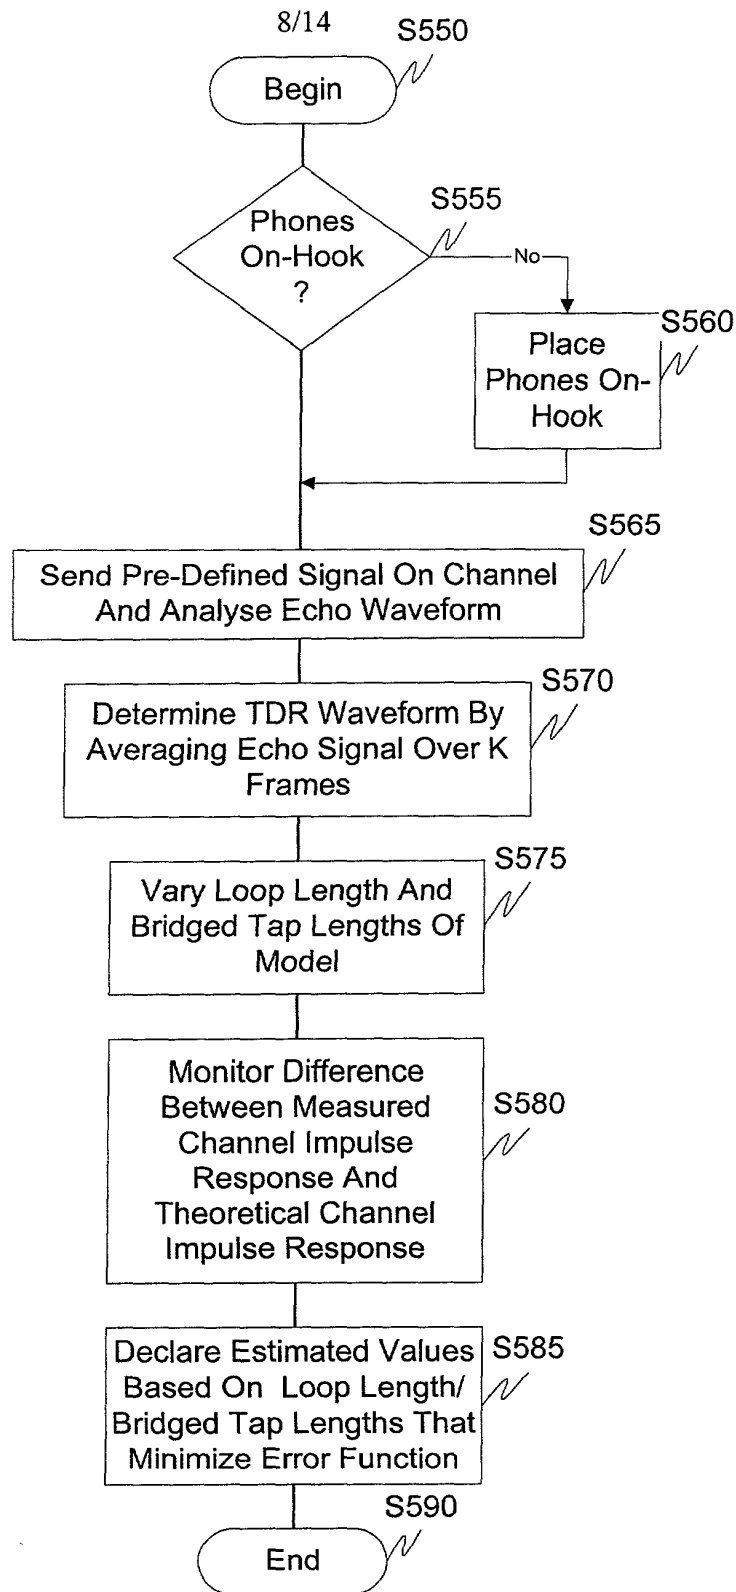 8/14
S550
Begin
Phones
On-Hook
?
S555
No
S560
Place
Phones On-
Hook
S565
Send Pre-Defined Signal On Channel
And Analyse Echo Waveform
S570
Determine TDR Waveform By
Averaging Echo Signal Over K
Frames
S575
Vary Loop Length And
Bridged Tap Lengths Of
Model
S580
Monitor Difference
Between Measured
Channel Impulse
Response And
Theoretical Channel
Impulse Response
S585
Declare Estimated Values
Based On Loop Length/
Bridged Tap Lengths That
Minimize Error Function
S590
End